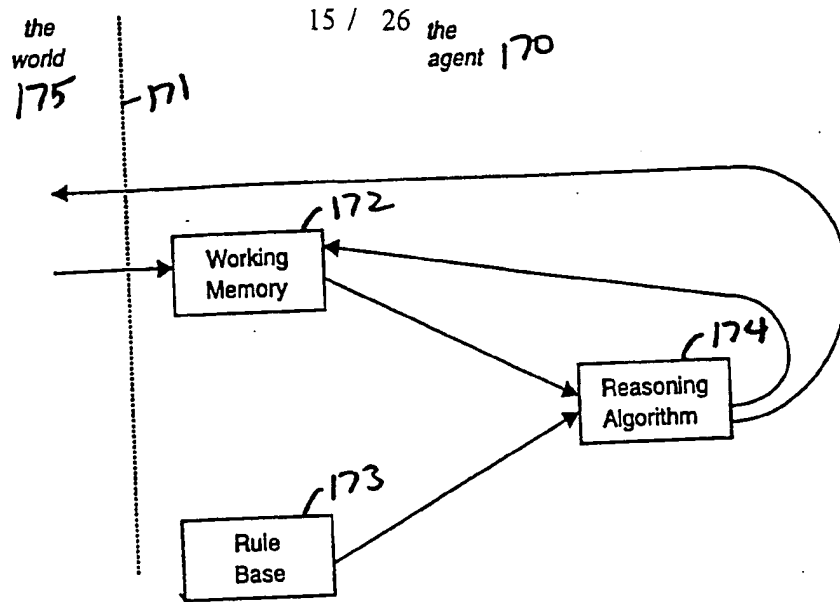 15 / 26
the
world
175
171
the
agent 170
172
Working
Memory
174
Reasoning
Algorithm
173
Rule
Base